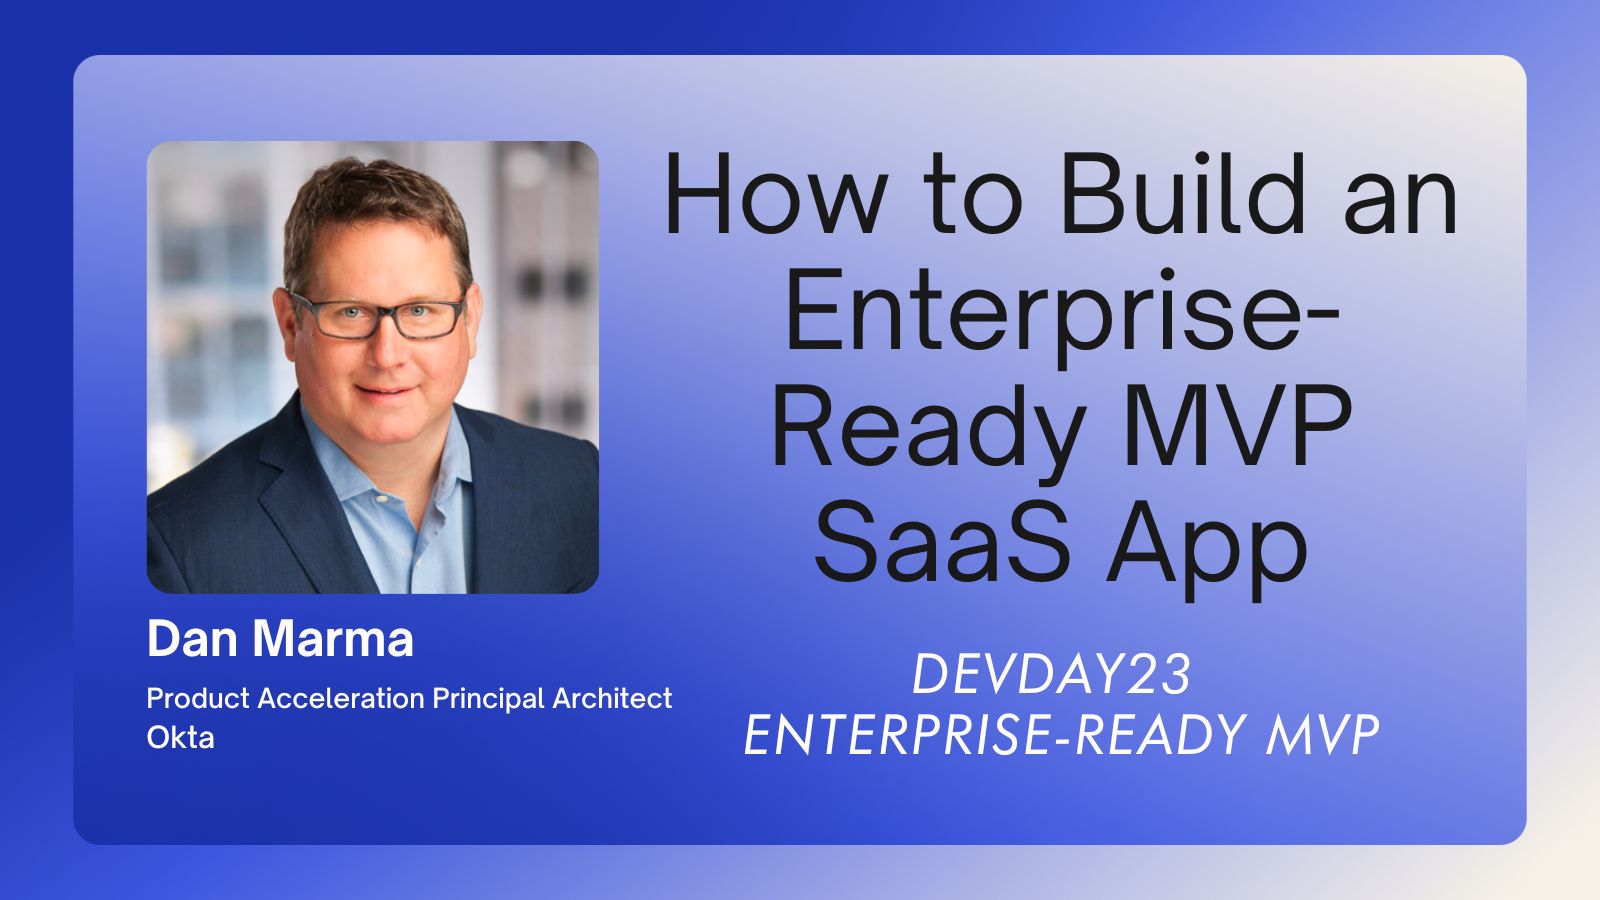 How to Build an
Enterprise-
Ready MVP
SaaS App
Dan Marma
Product Acceleration Principal Architect
Okta
DEVDAY23
ENTERPRISE-READY MVP